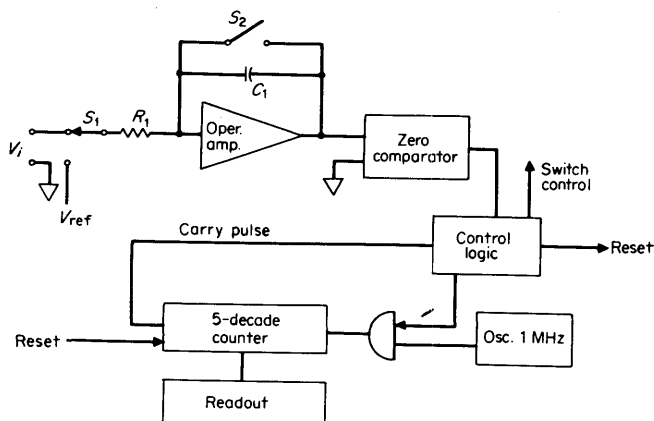 S2
C1
S1
R1
Oper.
amp.
Vi
Vref
Zero
comparator
Switch
control
Carry pulse
Control
logic
Reset
5-decade
counter
Osc. 1 MHz
Reset
Readout